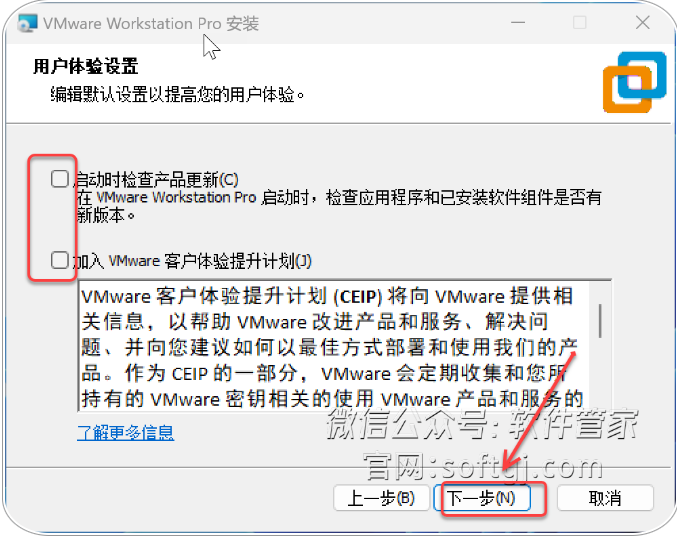 VMware Workstation Pro 安装
用户体验设置
编辑默认设置以提高您的用户体验。
启动时检查产品更新(C)
在 VMware Workstation Pro 启动时，检查应用程序和已安装软件组件是否有
新版本。
加入 VMware 客户体验提升计划(J)
VMware 客户体验提升计划 (CEIP) 将向 VMware 提供相
关信息，以帮助 VMware 改进产品和服务、解决问
题、并向您建议如何以最佳方式部署和使用我们的产
品。作为 CEIP 的一部分，VMware 会定期收集和您所
持有的 VMware 密钥相关的使用 VMware 产品和服务的
了解更多信息
微信公众号：软件管家
官网：softgj.com
上一步(B) 下一步(N) 取消